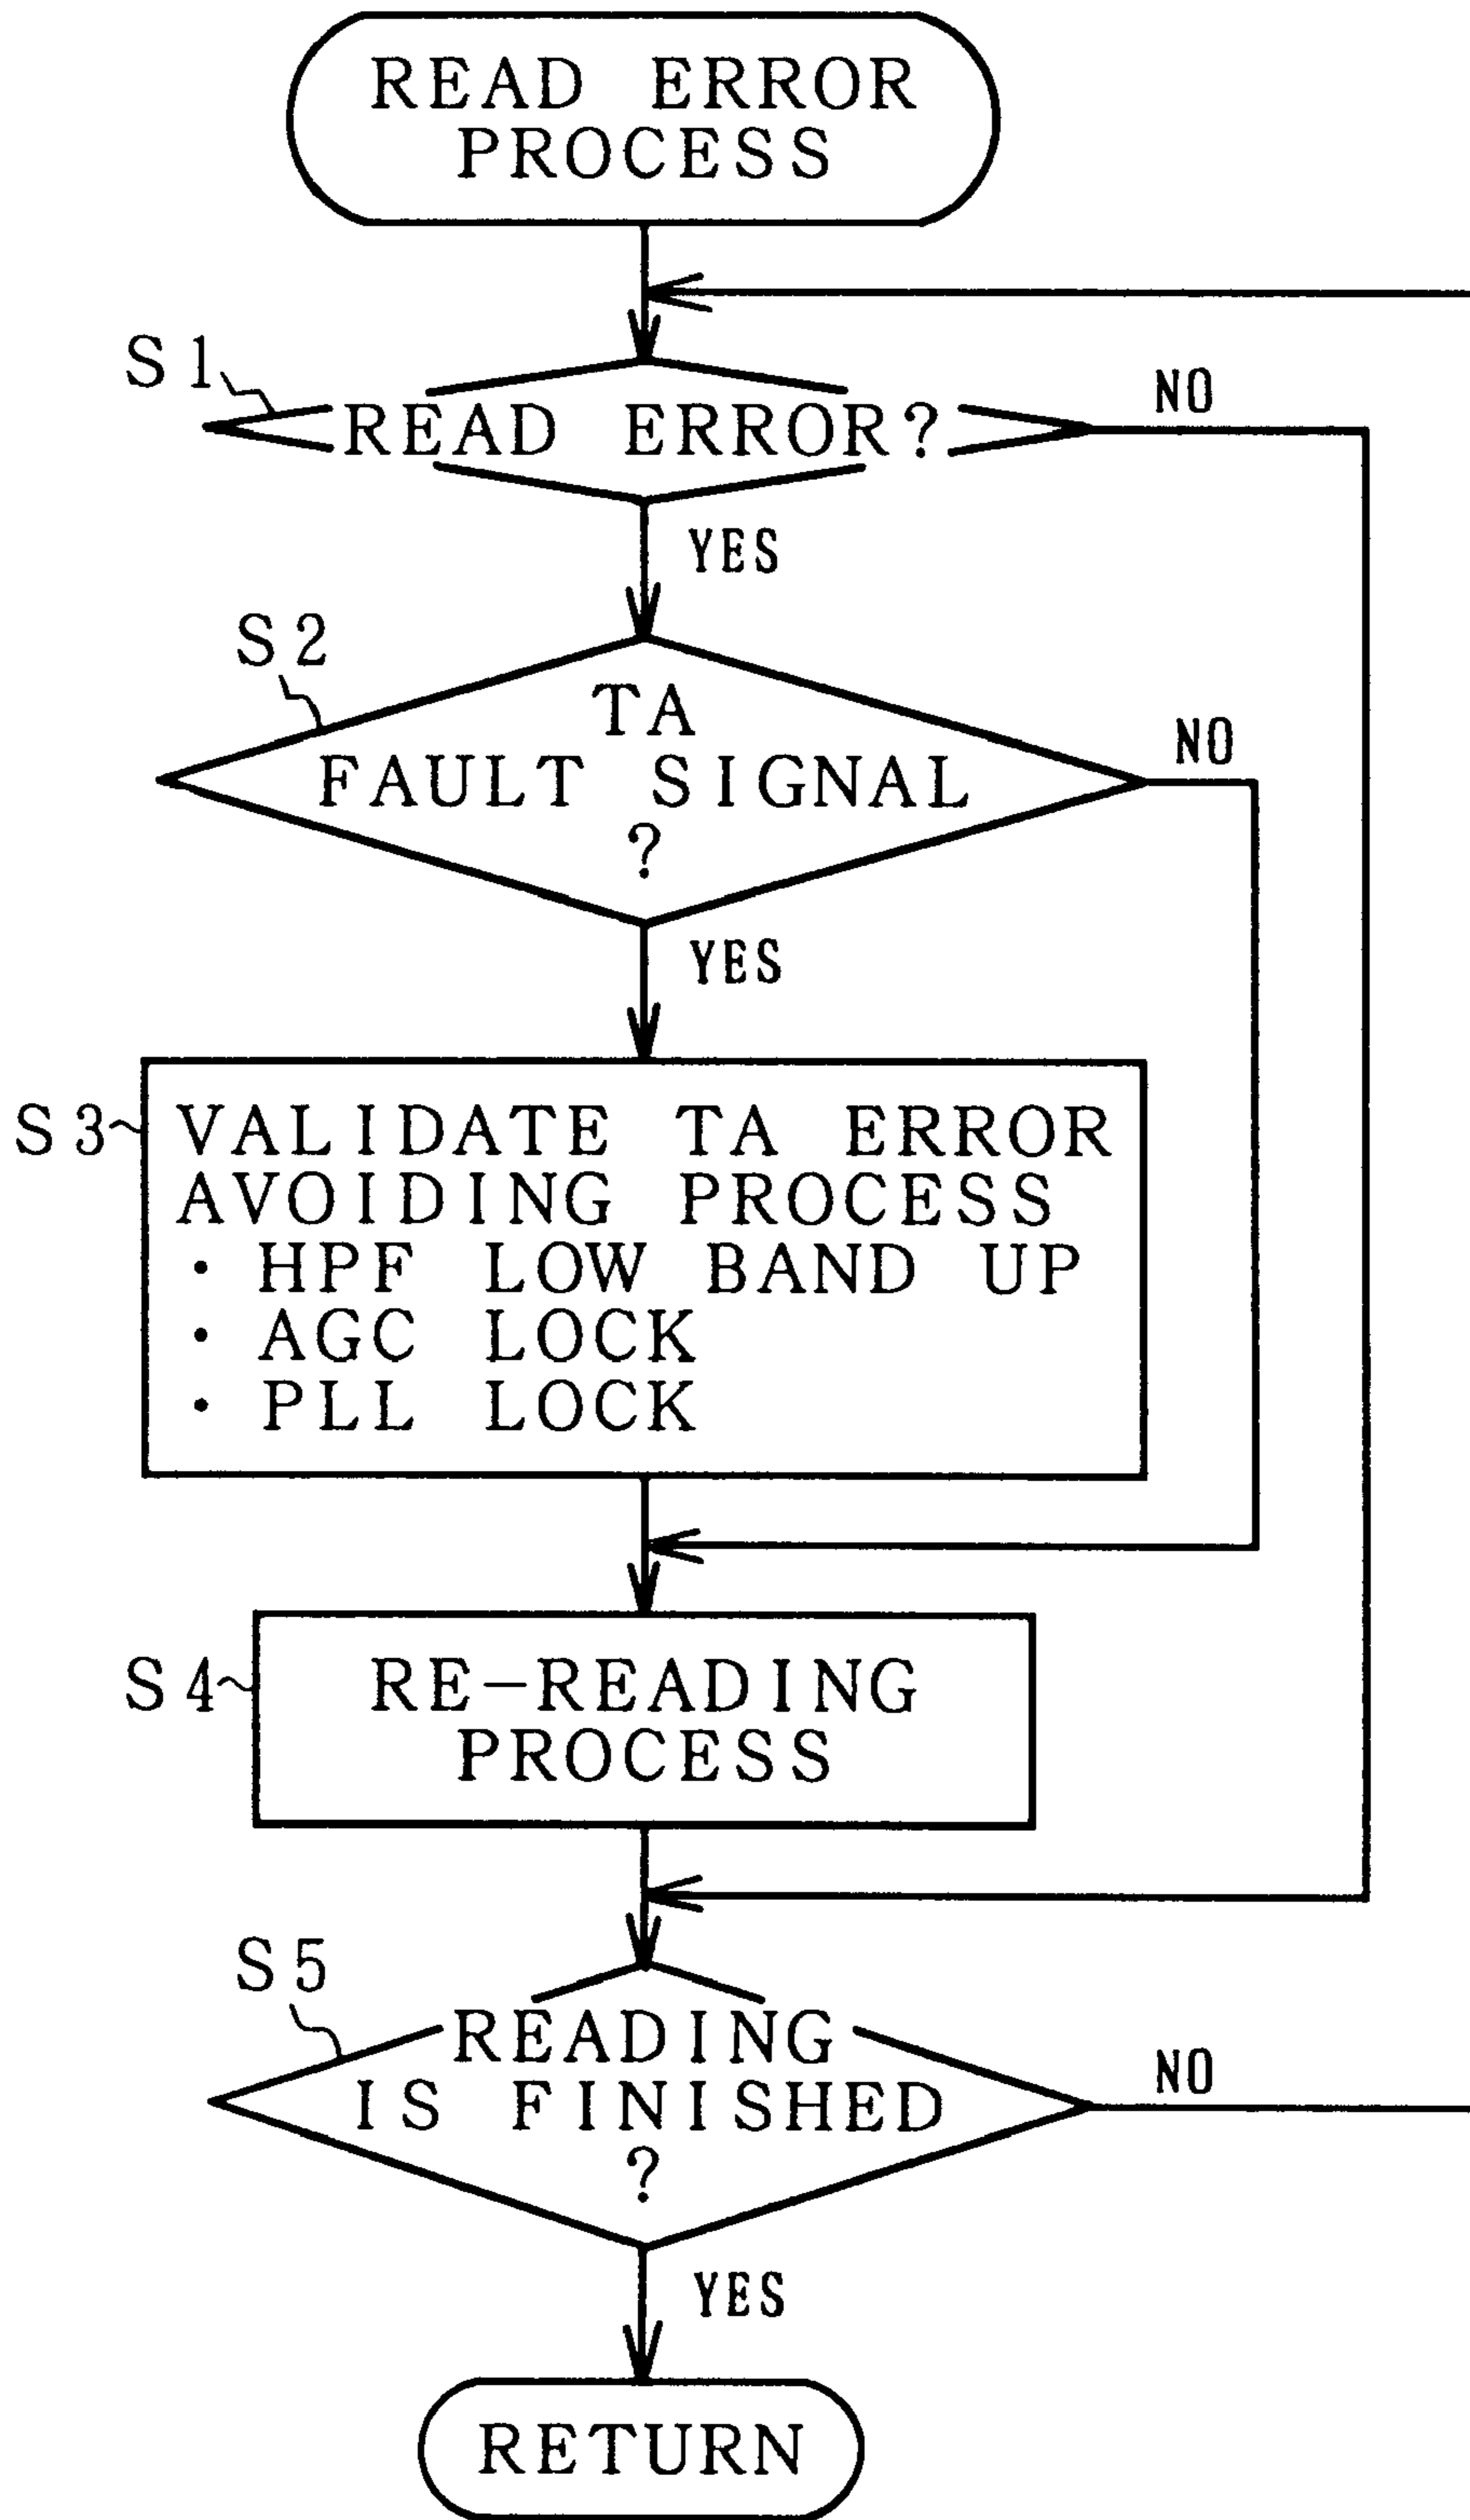 READ ERROR
PROCESS
S1
READ ERROR?
NO
YES
S2
TA
FAULT SIGNAL
?
NO
YES
S3
VALIDATE TA ERROR
AVOIDING PROCESS
· HPF LOW BAND UP
· AGC LOCK
· PLL LOCK
S4
RE-READING
PROCESS
S5
READING
IS FINISHED
?
NO
YES
RETURN